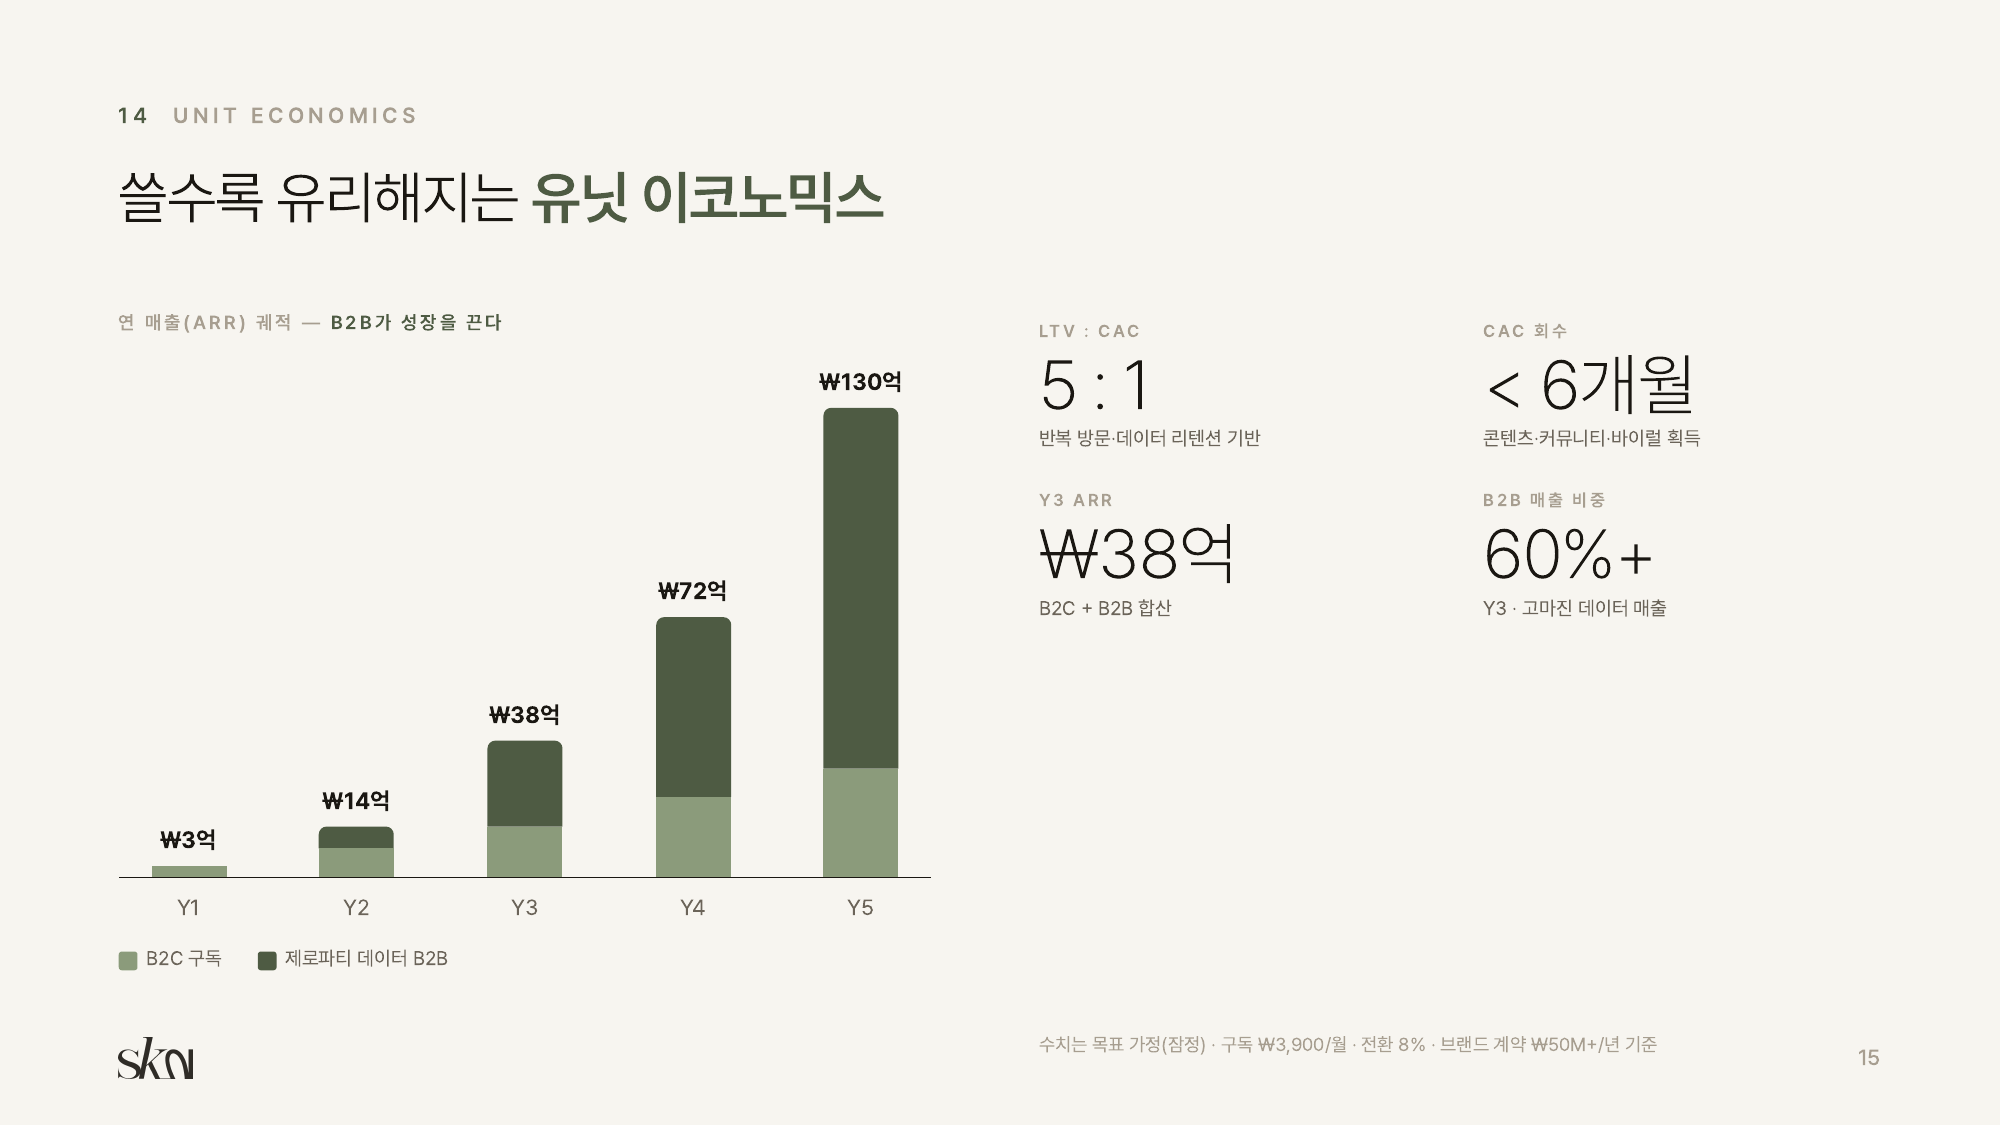 14 UNIT ECONOMICS
쓸수록 유리해지는 유닛 이코노믹스
연 매출(ARR) 궤적 — B2B가 성장을 끈다
₩3억
₩14억
₩38억
₩72억
₩130억
Y1 Y2 Y3 Y4 Y5
B2C 구독 제로파티 데이터 B2B
LTV : CAC
5 : 1
반복 방문·데이터 리텐션 기반
CAC 회수
< 6개월
콘텐츠·커뮤니티·바이럴 획득
Y3 ARR
₩38억
B2C + B2B 합산
B2B 매출 비중
60%+
Y3 · 고마진 데이터 매출
수치는 목표 가정(잠정) · 구독 ₩3,900/월 · 전환 8% · 브랜드 계약 ₩50M+/년 기준
15